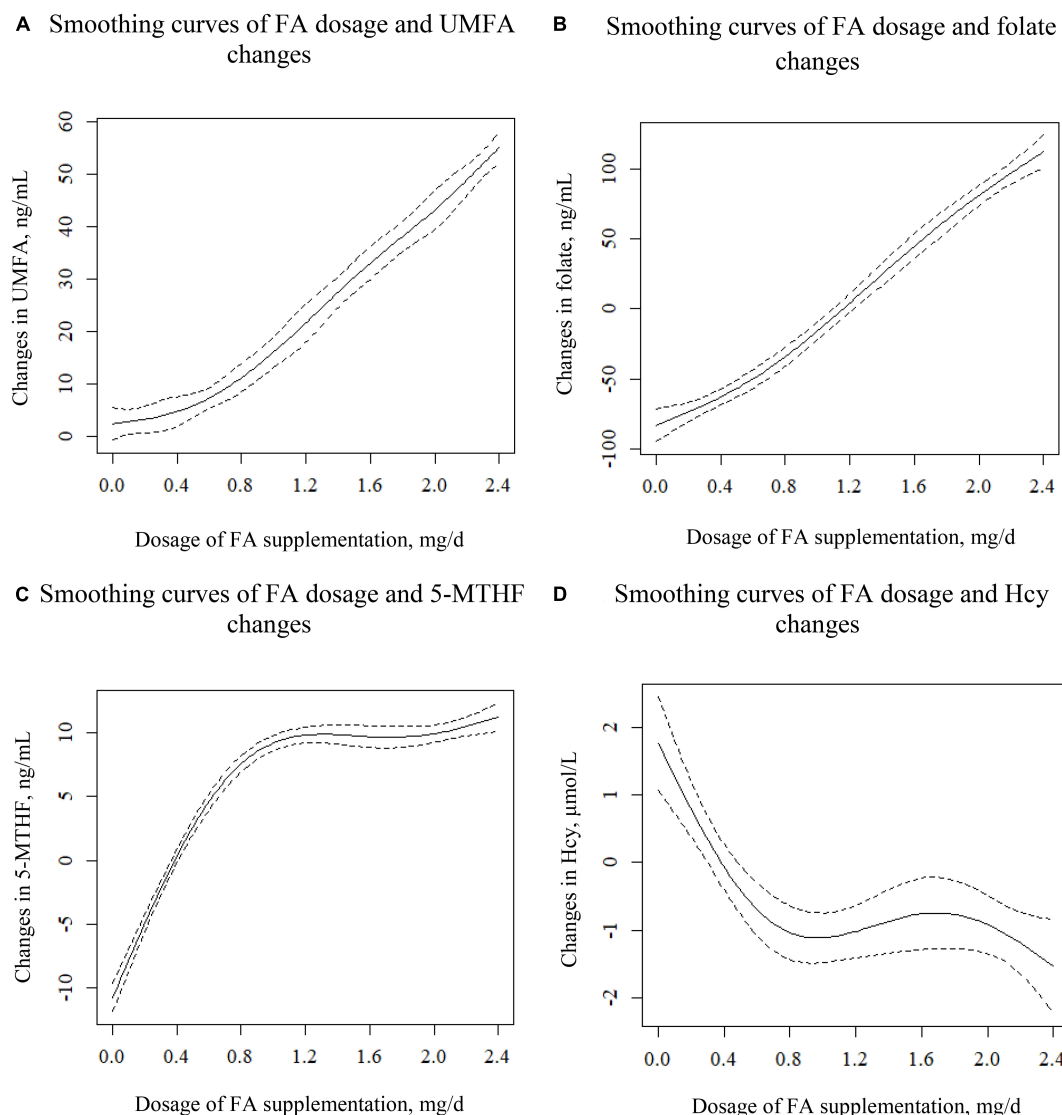 A Smoothing curves of FA dosage and UMFA
changes
Changes in UMFA, ng/mL
60
50
40
30
20
10
0
0.0 0.4 0.8 1.2 1.6 2.0 2.4
Dosage of FA supplementation, mg/d
B Smoothing curves of FA dosage and folate
changes
Changes in folate, ng/mL
100
50
0
-50
-100
0.0 0.4 0.8 1.2 1.6 2.0 2.4
Dosage of FA supplementation, mg/d
C Smoothing curves of FA dosage and 5-MTHF
changes
Changes in 5-MTHF, ng/mL
10
5
0
-5
-10
0.0 0.4 0.8 1.2 1.6 2.0 2.4
Dosage of FA supplementation, mg/d
D Smoothing curves of FA dosage and Hcy
changes
Changes in Hcy, μmol/L
2
1
0
-1
-2
0.0 0.4 0.8 1.2 1.6 2.0 2.4
Dosage of FA supplementation, mg/d